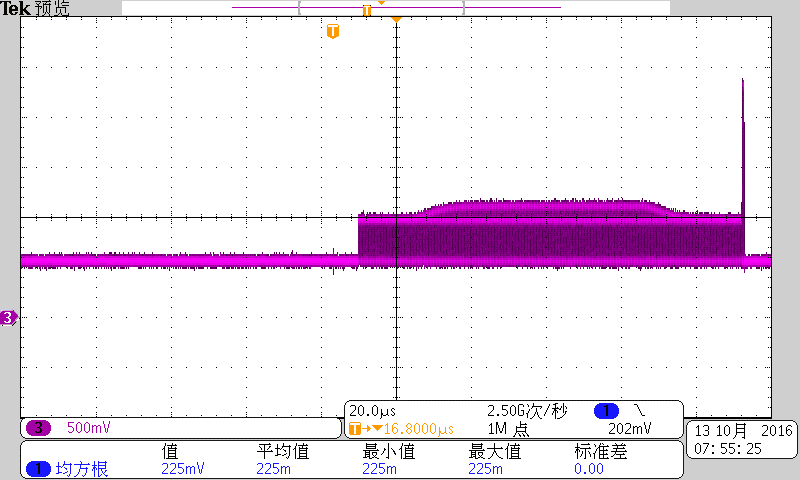 Tek 预览
T
T
3
20.0µs
2.50G次/秒
1
T→▼16.8000µs
1M 点
202mV
3 500mV
13 10月 2016
07:55:25
值 平均值 最小值 最大值 标准差
1 均方根 225mV 225m 225m 225m 0.00